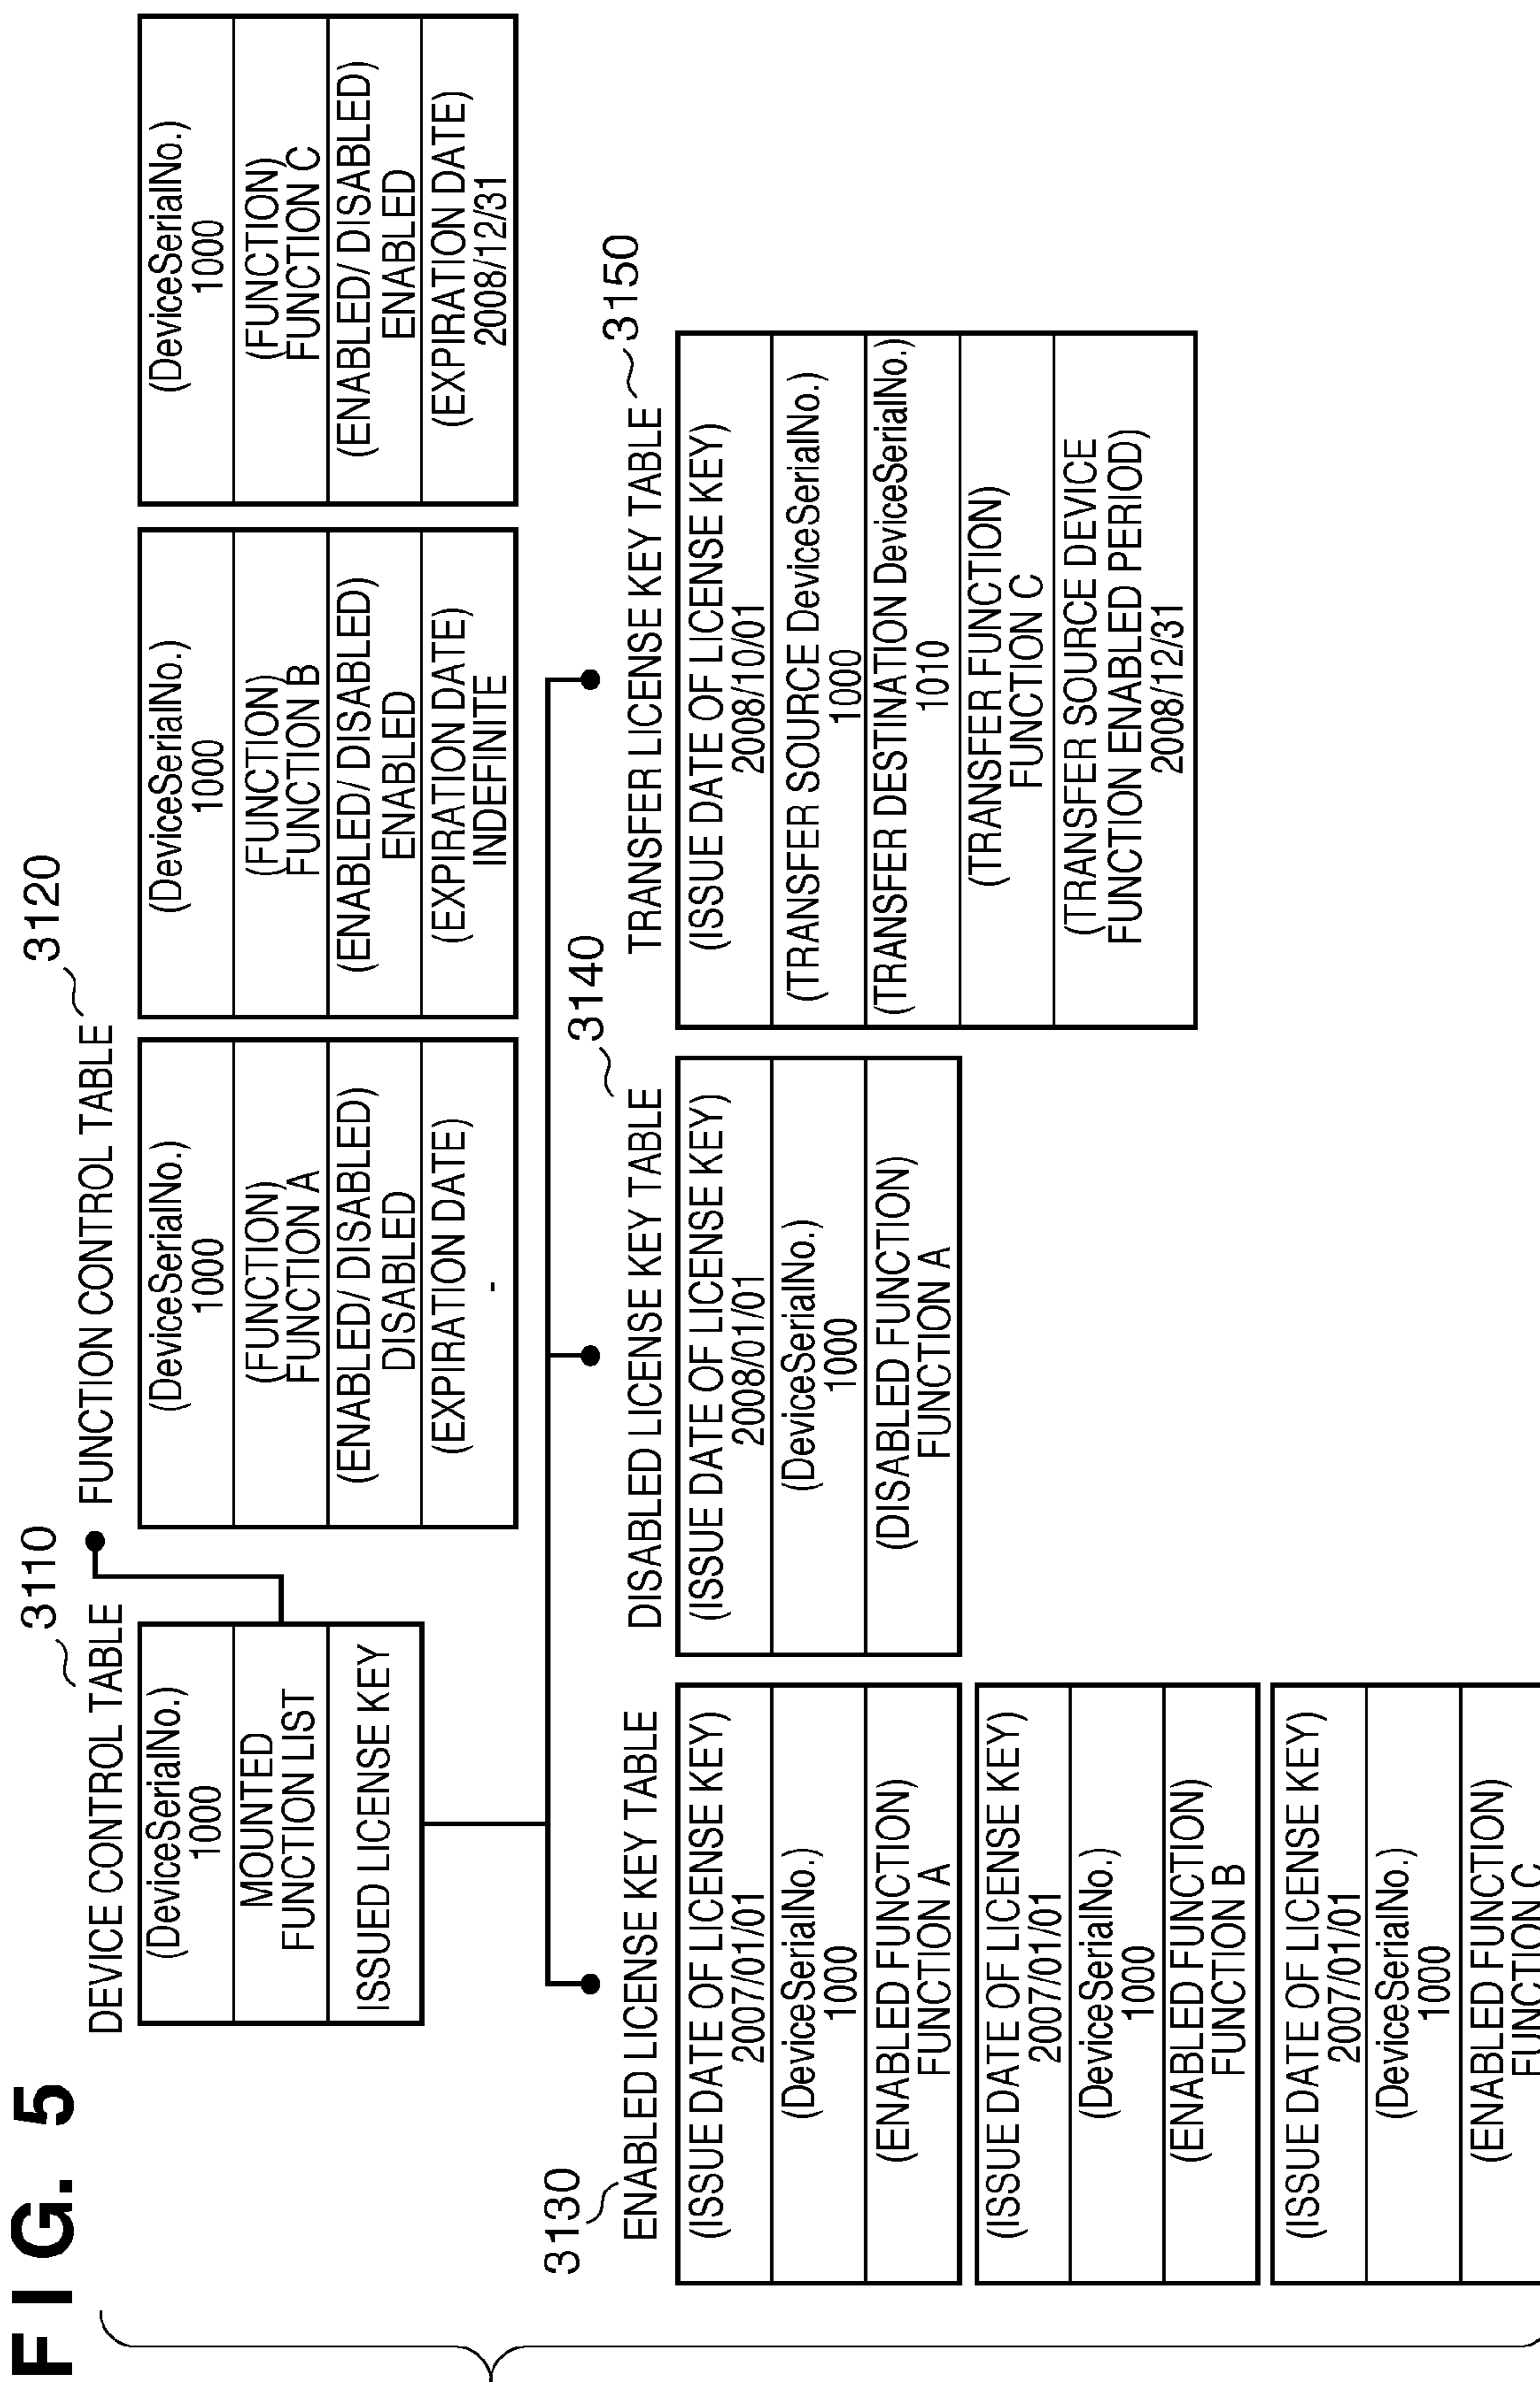 FIG. 5
DEVICE CONTROL TABLE
3110
(DeviceSerialNo.)
1000
MOUNTED
FUNCTION LIST
ISSUED LICENSE KEY
FUNCTION CONTROL TABLE
3120
(DeviceSerialNo.)
1000
(FUNCTION)
FUNCTION A
(ENABLED/ DISABLED)
DISABLED
(EXPIRATION DATE)
-
(DeviceSerialNo.)
1000
(FUNCTION)
FUNCTION B
(ENABLED/ DISABLED)
ENABLED
(EXPIRATION DATE)
INDEFINITE
(DeviceSerialNo.)
1000
(FUNCTION)
FUNCTION C
(ENABLED/ DISABLED)
ENABLED
(EXPIRATION DATE)
2008/12/31
3130
ENABLED LICENSE KEY TABLE
(ISSUE DATE OF LICENSE KEY)
2007/01/01
(DeviceSerialNo.)
1000
(ENABLED FUNCTION)
FUNCTION A
(ISSUE DATE OF LICENSE KEY)
2007/01/01
(DeviceSerialNo.)
1000
(ENABLED FUNCTION)
FUNCTION B
(ISSUE DATE OF LICENSE KEY)
2007/01/01
(DeviceSerialNo.)
1000
(ENABLED FUNCTION)
FUNCTION C
3140
DISABLED LICENSE KEY TABLE
(ISSUE DATE OF LICENSE KEY)
2008/01/01
(DeviceSerialNo.)
1000
(DISABLED FUNCTION)
FUNCTION A
TRANSFER LICENSE KEY TABLE
3150
(ISSUE DATE OF LICENSE KEY)
2008/10/01
(TRANSFER SOURCE DeviceSerialNo.)
1000
(TRANSFER DESTINATION DeviceSerialNo.)
1010
(TRANSFER FUNCTION)
FUNCTION C
(TRANSFER SOURCE DEVICE
FUNCTION ENABLED PERIOD)
2008/12/31